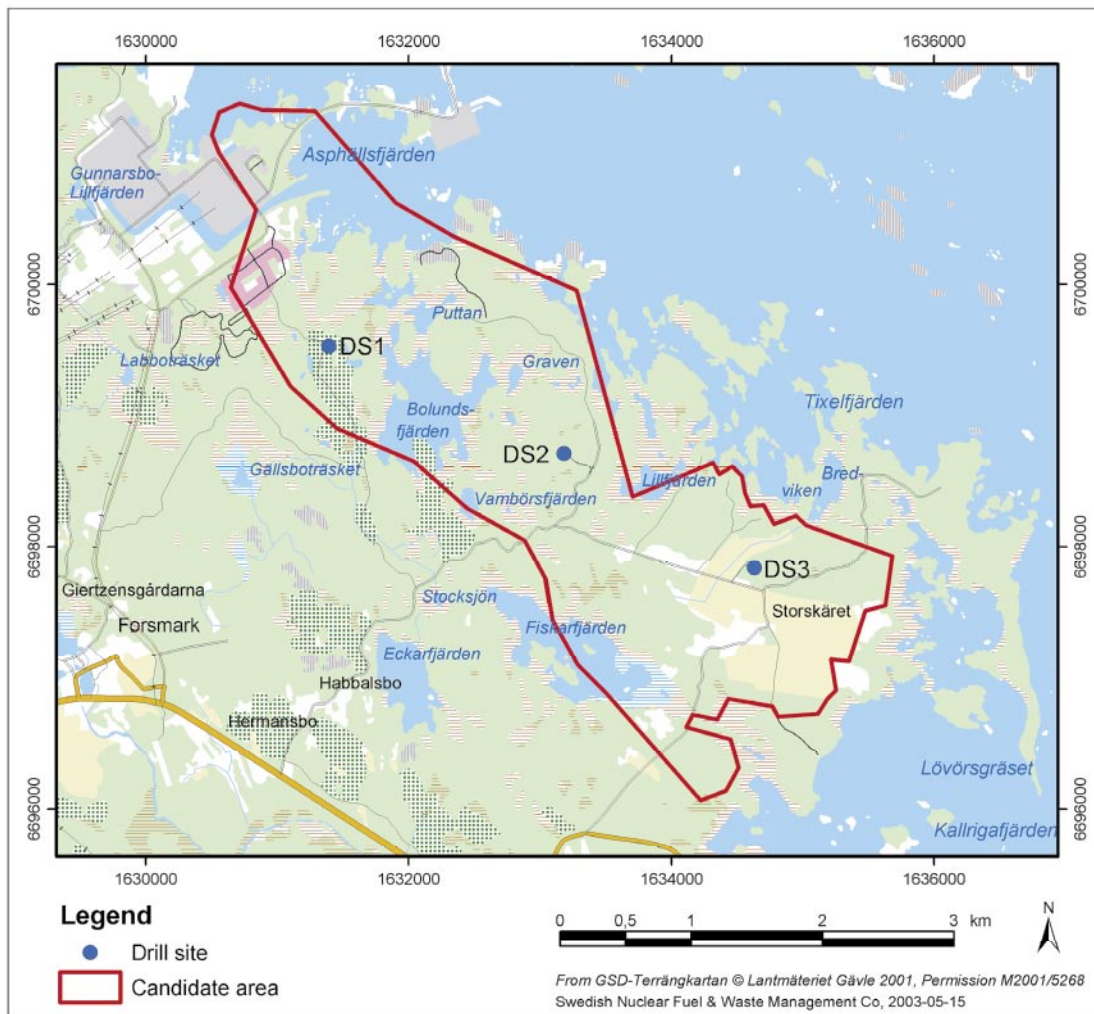 1630000 1632000 1634000 1636000
Asphällsfjärden
Gunnarsbo-
Lillfjärden
6700000
6700000
Puttan
DS1
Labboträsket
Graven
Tixelfjärden
Bolunds-
fjärden
DS2
Gällsboträsket
Lillfjärden
Bred-
viken
Vambörsfjärden
6698000
6698000
DS3
Giertzensgårdarna
Stocksjön
Storskäret
Forsmark
Fiskarfjärden
Eckarfjärden
Habbalsbo
Hermansbo
Lövörsgräset
6696000
6696000
Kallrigafjärden
1630000 1632000 1634000 1636000
Legend
Drill site
Candidate area
0 0,5 1 2 3 km
N
From GSD-Terrängkartan © Lantmäteriet Gävle 2001, Permission M2001/5268
Swedish Nuclear Fuel & Waste Management Co, 2003-05-15